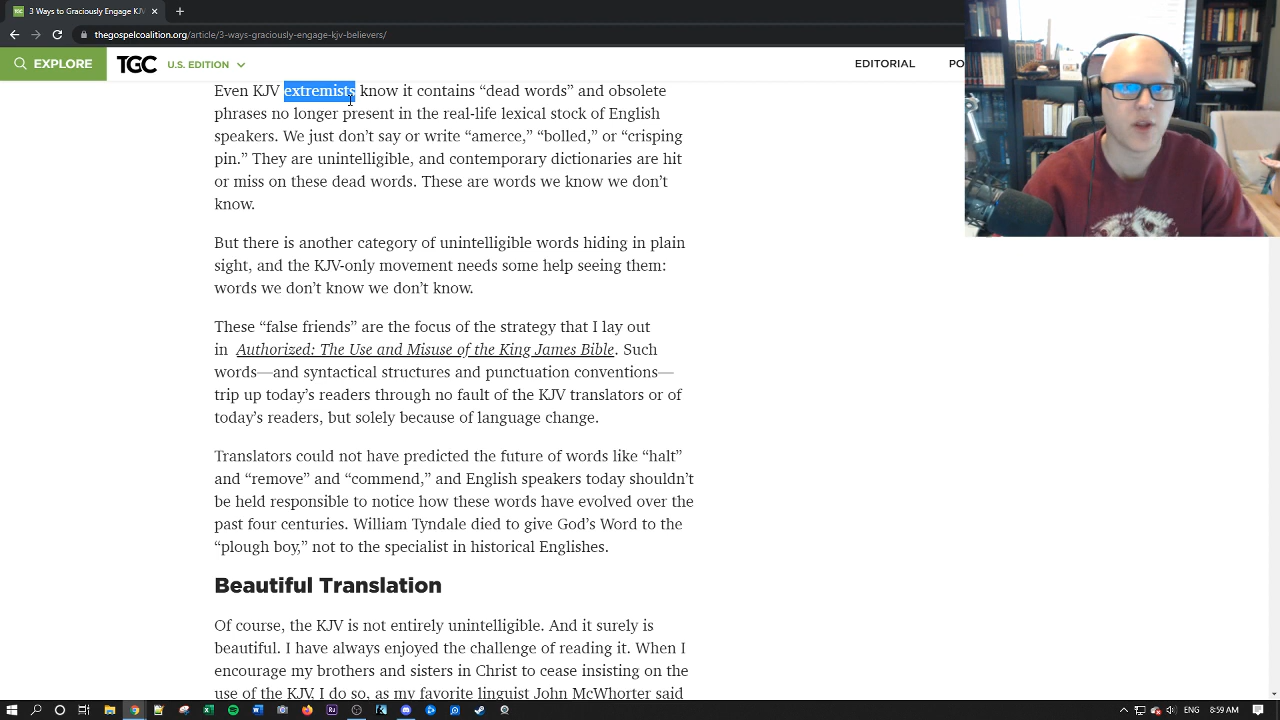 3 Ways to Graciously Engage K
thegospelcoalition.org/article/3-ways-graciously-engage-kjv-believers/
EXPLORE TGC U.S. EDITION EDITORIAL PO
Even KJV extremists know it contains “dead words” and obsolete
phrases no longer present in the real-life lexical stock of English
speakers. We just don’t say or write “amerce,” “bolled,” or “crisping
pin.” They are unintelligible, and contemporary dictionaries are hit
or miss on these dead words. These are words we know we don’t
know.
But there is another category of unintelligible words hiding in plain
sight, and the KJV-only movement needs some help seeing them:
words we don’t know we don’t know.
These “false friends” are the focus of the strategy that I lay out
in Authorized: The Use and Misuse of the King James Bible. Such
words—and syntactical structures and punctuation conventions—
trip up today’s readers through no fault of the KJV translators or of
today’s readers, but solely because of language change.
Translators could not have predicted the future of words like “halt”
and “remove” and “commend,” and English speakers today shouldn’t
be held responsible to notice how these words have evolved over the
past four centuries. William Tyndale died to give God’s Word to the
“plough boy,” not to the specialist in historical Englishes.
Beautiful Translation
Of course, the KJV is not entirely unintelligible. And it surely is
beautiful. I have always enjoyed the challenge of reading it. When I
encourage my brothers and sisters in Christ to cease insisting on the
use of the KJV, I do so, as my favorite linguist John McWhorter said
8:59 AM